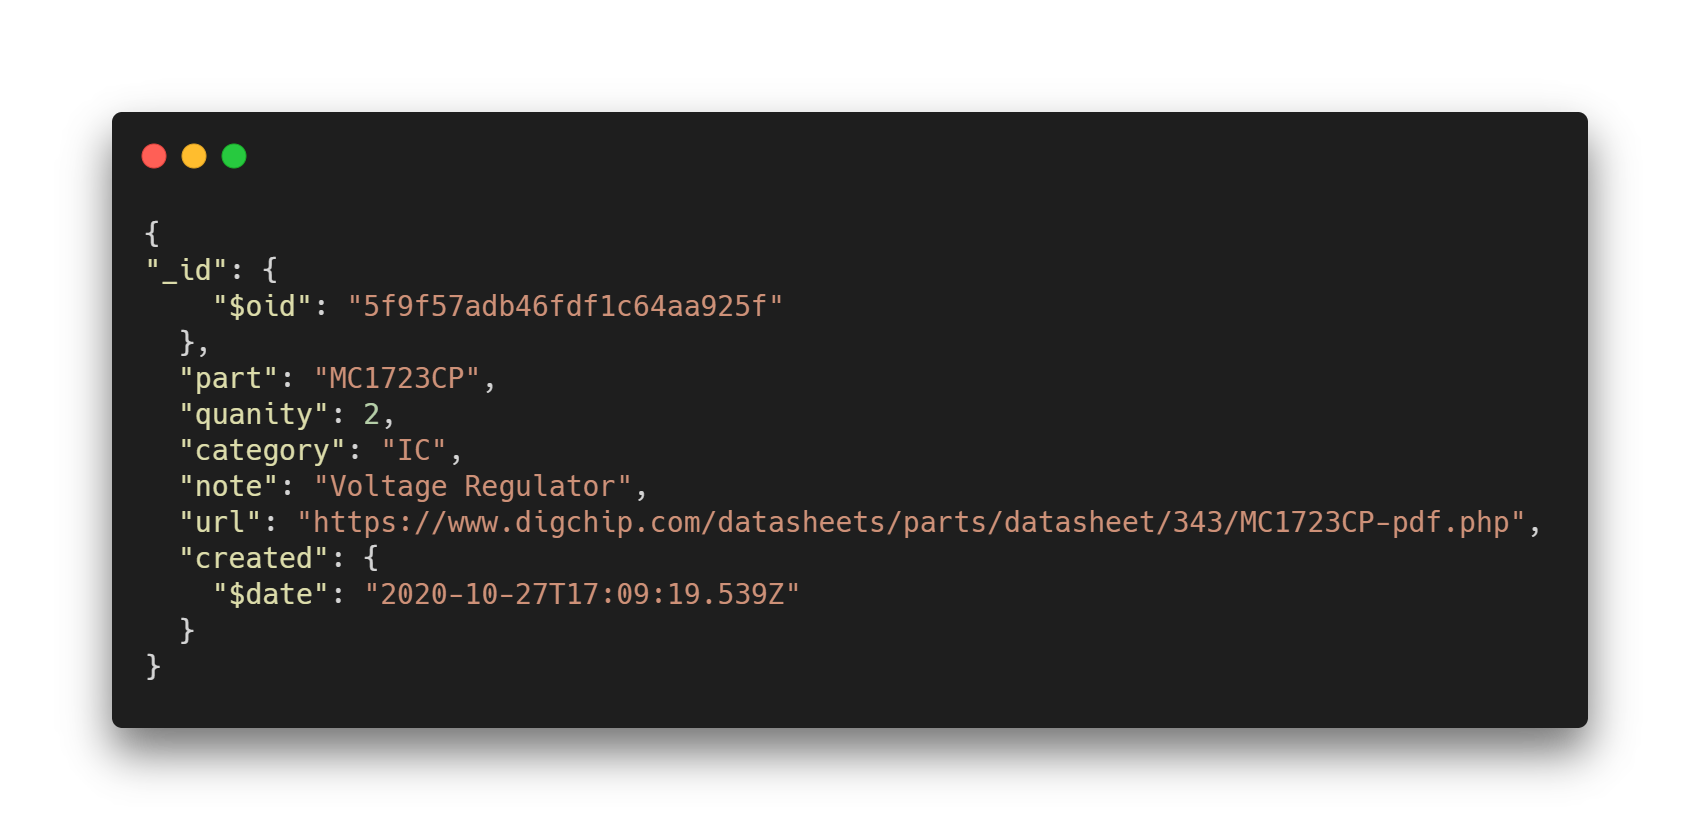 {
"_id": {
    "$oid": "5f9f57adb46fdf1c64aa925f"
  },
  "part": "MC1723CP",
  "quanity": 2,
  "category": "IC",
  "note": "Voltage Regulator",
  "url": "https://www.digchip.com/datasheets/parts/datasheet/343/MC1723CP-pdf.php",
  "created": {
    "$date": "2020-10-27T17:09:19.539Z"
  }
}